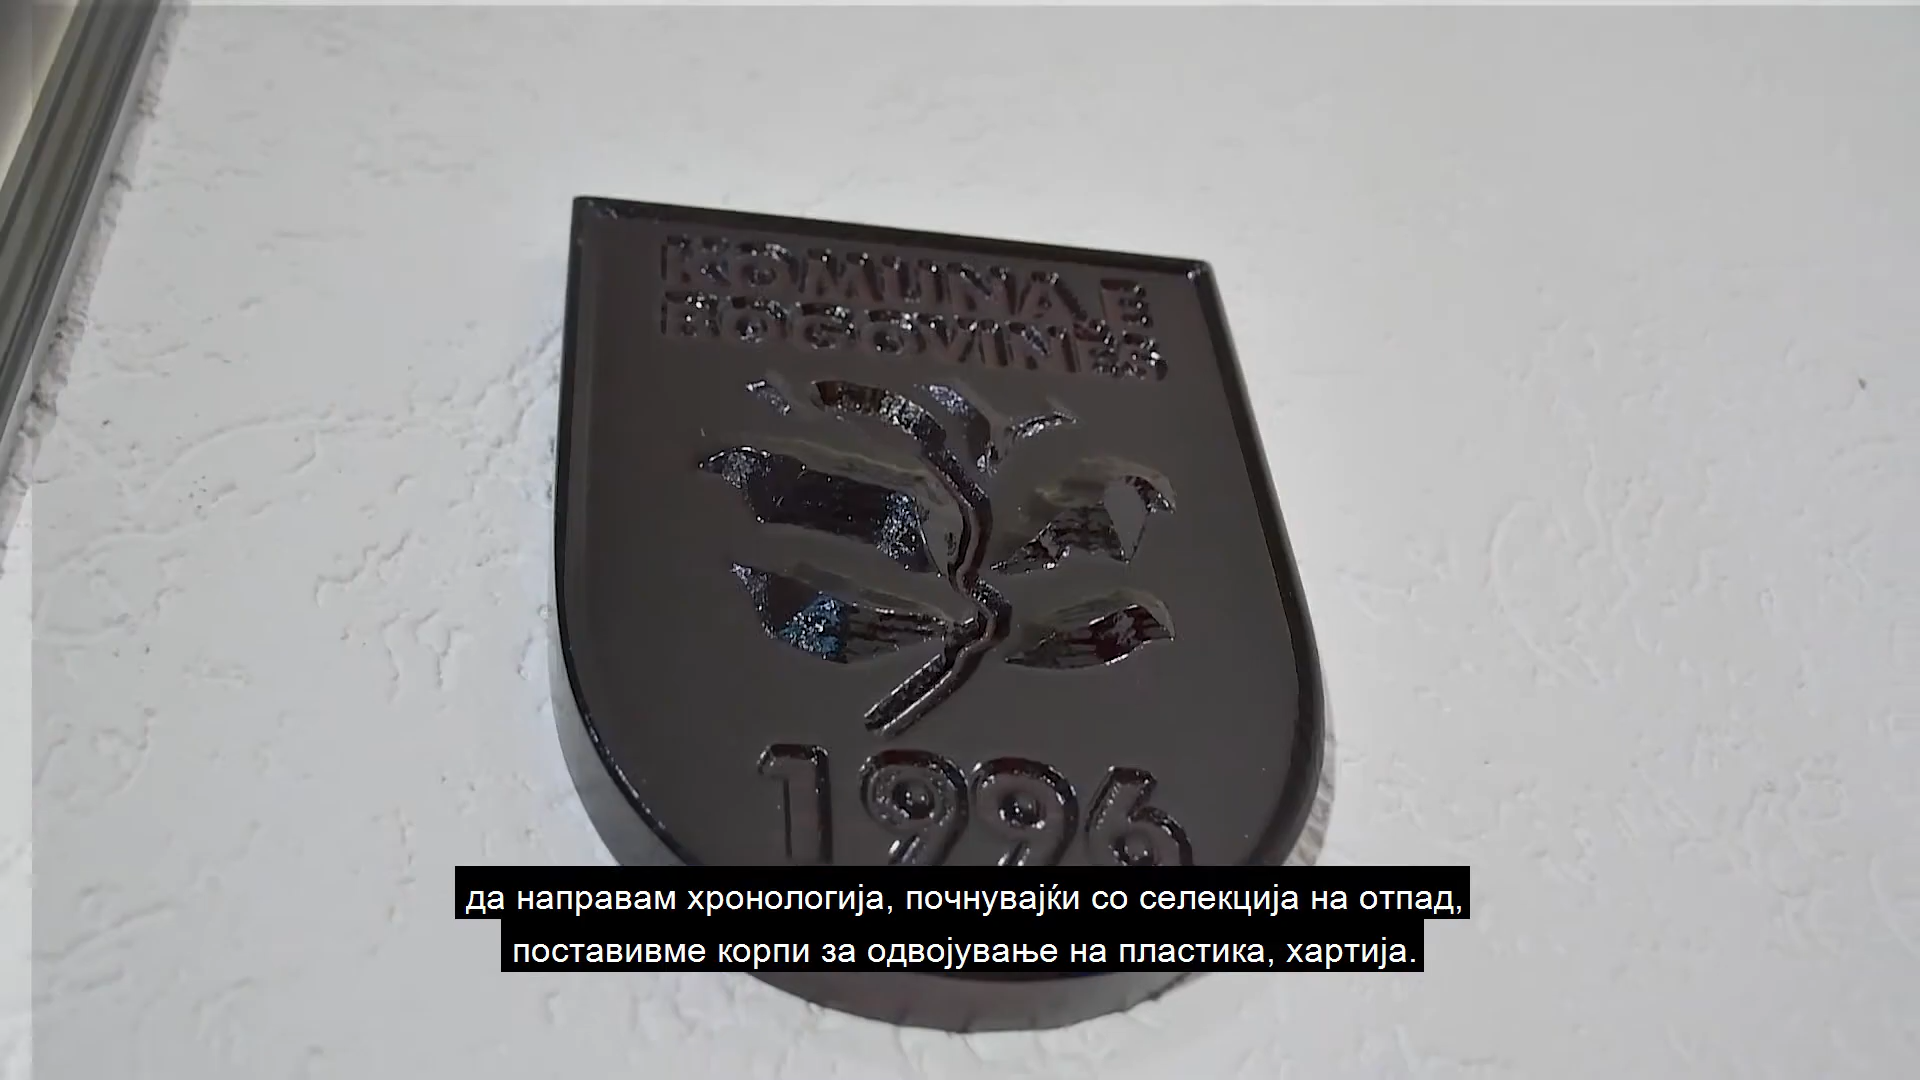 KOMUNA E
BOGOVINËS
1996
да направам хронологија, почнувајќи со селекција на отпад,
поставивме корпи за одвојување на пластика, хартија.